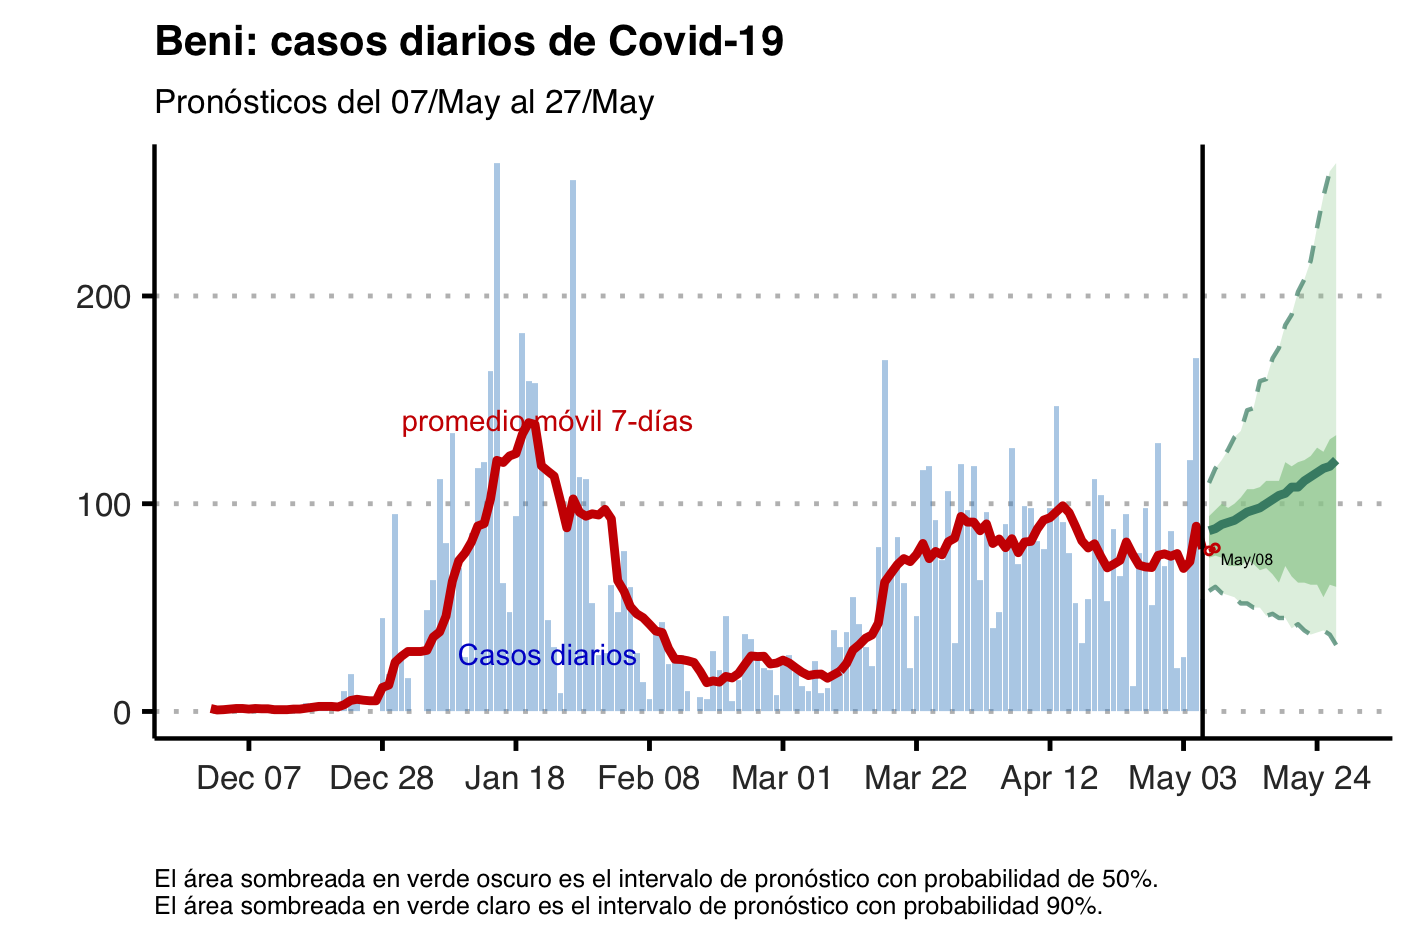 Beni: casos diarios de Covid-19
Pronósticos del 07/May al 27/May
200
promedio móvil 7-días
100
May/08
Casos diarios
0
Dec 07 Dec 28 Jan 18 Feb 08 Mar 01 Mar 22 Apr 12 May 03 May 24
El área sombreada en verde oscuro es el intervalo de pronóstico con probabilidad de 50%.
El área sombreada en verde claro es el intervalo de pronóstico con probabilidad 90%.